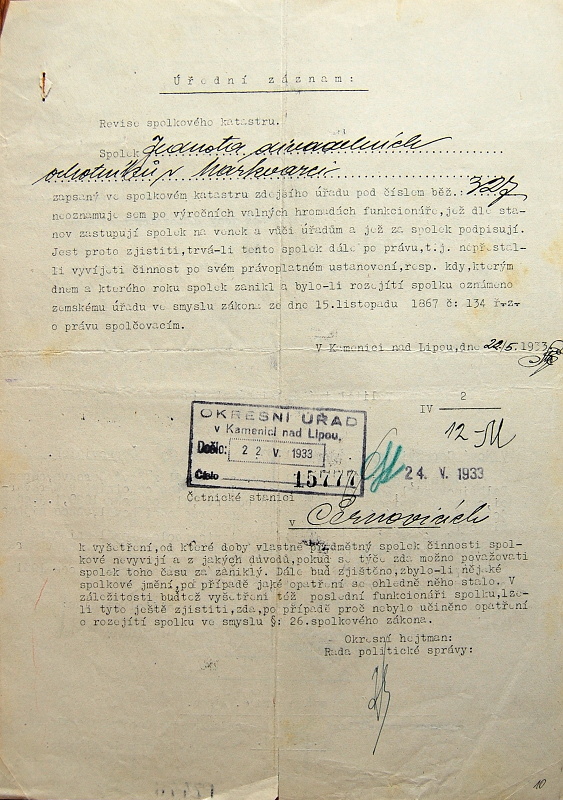 Úřední záznam:
Revise spolkového katastru.
Spolek Jednota divadelních
ochotníků v Markvarci
zapsaný ve spolkovém katastru zdejšího úřadu pod číslem běž. 327
neoznamuje sem po výročních valných hromadách funkcionáře, jež dle sta-
nov zastupují spolek na venek a vůči úřadům a jež za spolek podpisují.
Jest proto zjistiti, trvá-li tento spolek dále po právu, t.j. nepřestal-
li vyvíjeti činnost po svém právoplatném ustanovení, resp. kdy, kterým
dnem a kterého roku spolek zanikl a bylo-li rozejití spolku oznámeno
zemskému úřadu ve smyslu zákona ze dne 15.listopadu 1867 č: 134 ř.z.
o právu spolčovacím.
V Kamenici nad Lipou, dne 22/5. 1933
IV 2
12-M
OKRESNÍ ÚŘAD
v Kamenici nad Lipou,
Došlo: 22 V. 1933
Číslo 15777
24. V. 1933
Četnické stanici
v Černovicích
k vyšetření, od které doby vlastně předmětný spolek činnosti spol-
kové nevyvijí a z jakých důvodů, pokud se týče zda možno považovati
spolek toho času za zaniklý. Dále buď zjištěno, zbylo-li nějaké
spolkové jmění, po případě jaké opatření se ohledně něho stalo. V
záležitosti buďtež vyšetřeni též poslední funkcionáři spolku, lze-
li tyto ještě zjistiti, zda, po případě proč nebylo učiněno opatření
o rozejití spolku ve smyslu §: 26.spolkového zákona.
Okresní hejtman:
Rada politické správy:
10